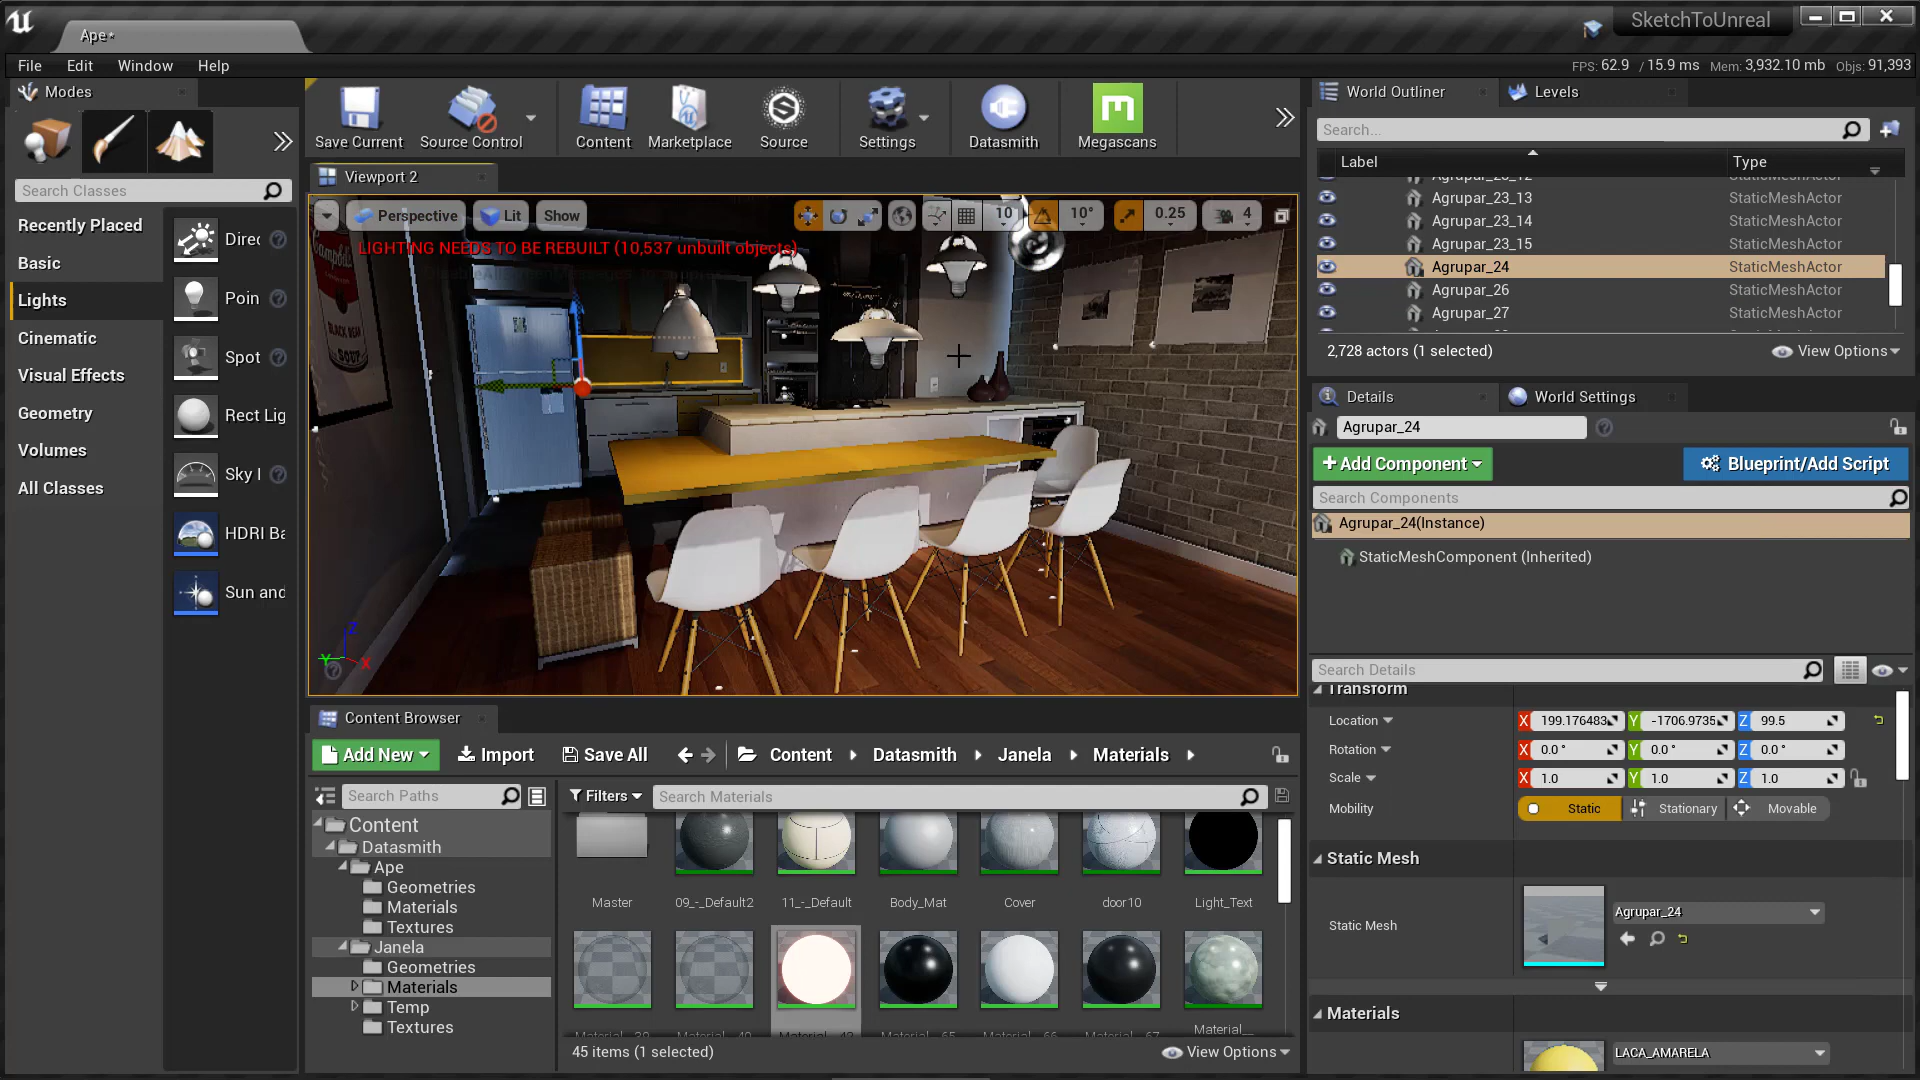 Ape*
SketchToUnreal
File Edit Window Help
FPS: 62.9 / 15.9 ms Mem: 3,932.10 mb Objs: 91,393
Modes
Search Classes
Recently Placed
Basic
Lights
Cinematic
Visual Effects
Geometry
Volumes
All Classes
Direc
Poin
Spot
Rect Lig
Sky l
HDRI Ba
Sun and
Save Current
Source Control
Content
Marketplace
Source
Settings
Datasmith
Megascans
Viewport 2
Perspective Lit Show 10 10° 0.25 4
LIGHTING NEEDS TO BE REBUILT (10,537 unbuilt objects)
Campbell's
BLACK BEAN
SOUP
Z
Y X
Content Browser
Add New Import Save All Content Datasmith Janela Materials
Search Paths
Filters Search Materials
Content
Datasmith
Ape
Geometries
Materials
Textures
Janela
Geometries
Materials
Temp
Textures
Master 09_-_Default2 11_-_Default Body_Mat Cover door10 Light_Text
45 items (1 selected)
View Options
World Outliner
Levels
Search...
Label Type
Agrupar_23_13 StaticMeshActor
Agrupar_23_14 StaticMeshActor
Agrupar_23_15 StaticMeshActor
Agrupar_24 StaticMeshActor
Agrupar_26 StaticMeshActor
Agrupar_27 StaticMeshActor
2,728 actors (1 selected) View Options
Details
World Settings
Agrupar_24
+Add Component Blueprint/Add Script
Search Components
Agrupar_24(Instance)
StaticMeshComponent (Inherited)
Search Details
Transform
Location X 199.176483 Y -1706.9735 Z 99.5
Rotation X 0.0 ° Y 0.0 ° Z 0.0 °
Scale X 1.0 Y 1.0 Z 1.0
Mobility Static Stationary Movable
Static Mesh
Static Mesh
Agrupar_24
Materials
LACA_AMARELA